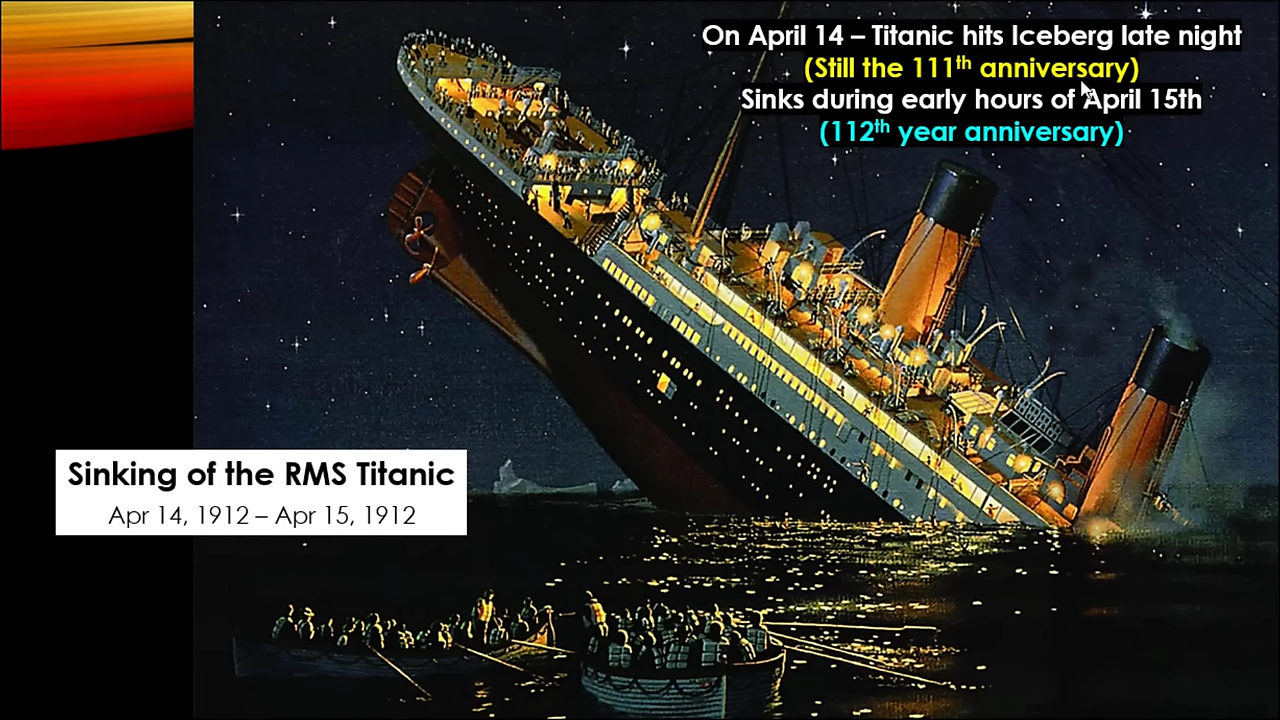 On April 14 – Titanic hits Iceberg late night
(Still the 111th anniversary)
Sinks during early hours of April 15th
(112th year anniversary)
Sinking of the RMS Titanic
Apr 14, 1912 – Apr 15, 1912